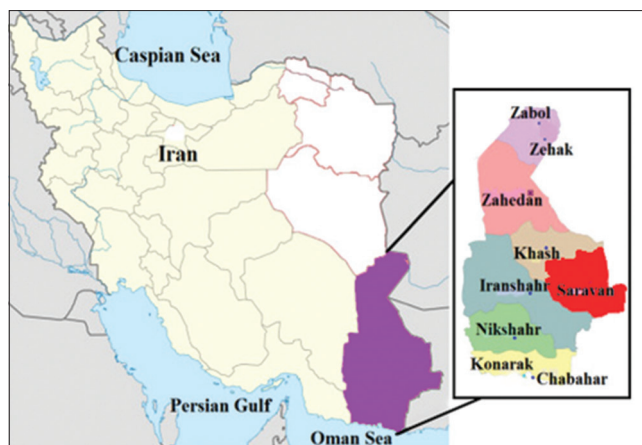 Caspian Sea
Iran
Persian Gulf
Oman Sea
Zabol
Zehak
Zahedan
Khash
Iranshahr
Saravan
Nikshahr
Konarak
Chabahar